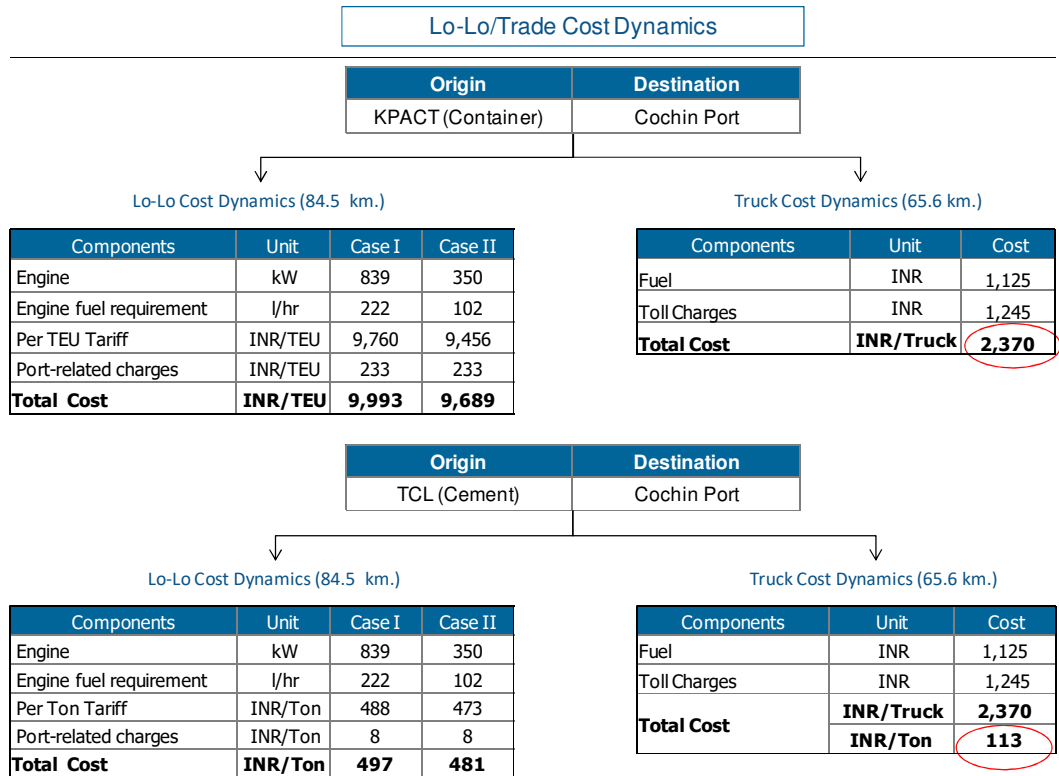 Lo-Lo/Trade Cost Dynamics
Origin Destination
KPACT (Container) Cochin Port
Lo-Lo Cost Dynamics (84.5 km.) Truck Cost Dynamics (65.6 km.)
Components Unit Case I Case II
Engine kW 839 350
Engine fuel requirement l/hr 222 102
Per TEU Tariff INR/TEU 9,760 9,456
Port-related charges INR/TEU 233 233
Total Cost INR/TEU 9,993 9,689
Components Unit Cost
Fuel INR 1,125
Toll Charges INR 1,245
Total Cost INR/Truck 2,370
Origin Destination
TCL (Cement) Cochin Port
Lo-Lo Cost Dynamics (84.5 km.) Truck Cost Dynamics (65.6 km.)
Components Unit Case I Case II
Engine kW 839 350
Engine fuel requirement l/hr 222 102
Per Ton Tariff INR/Ton 488 473
Port-related charges INR/Ton 8 8
Total Cost INR/Ton 497 481
Components Unit Cost
Fuel INR 1,125
Toll Charges INR 1,245
Total Cost INR/Truck 2,370
INR/Ton 113